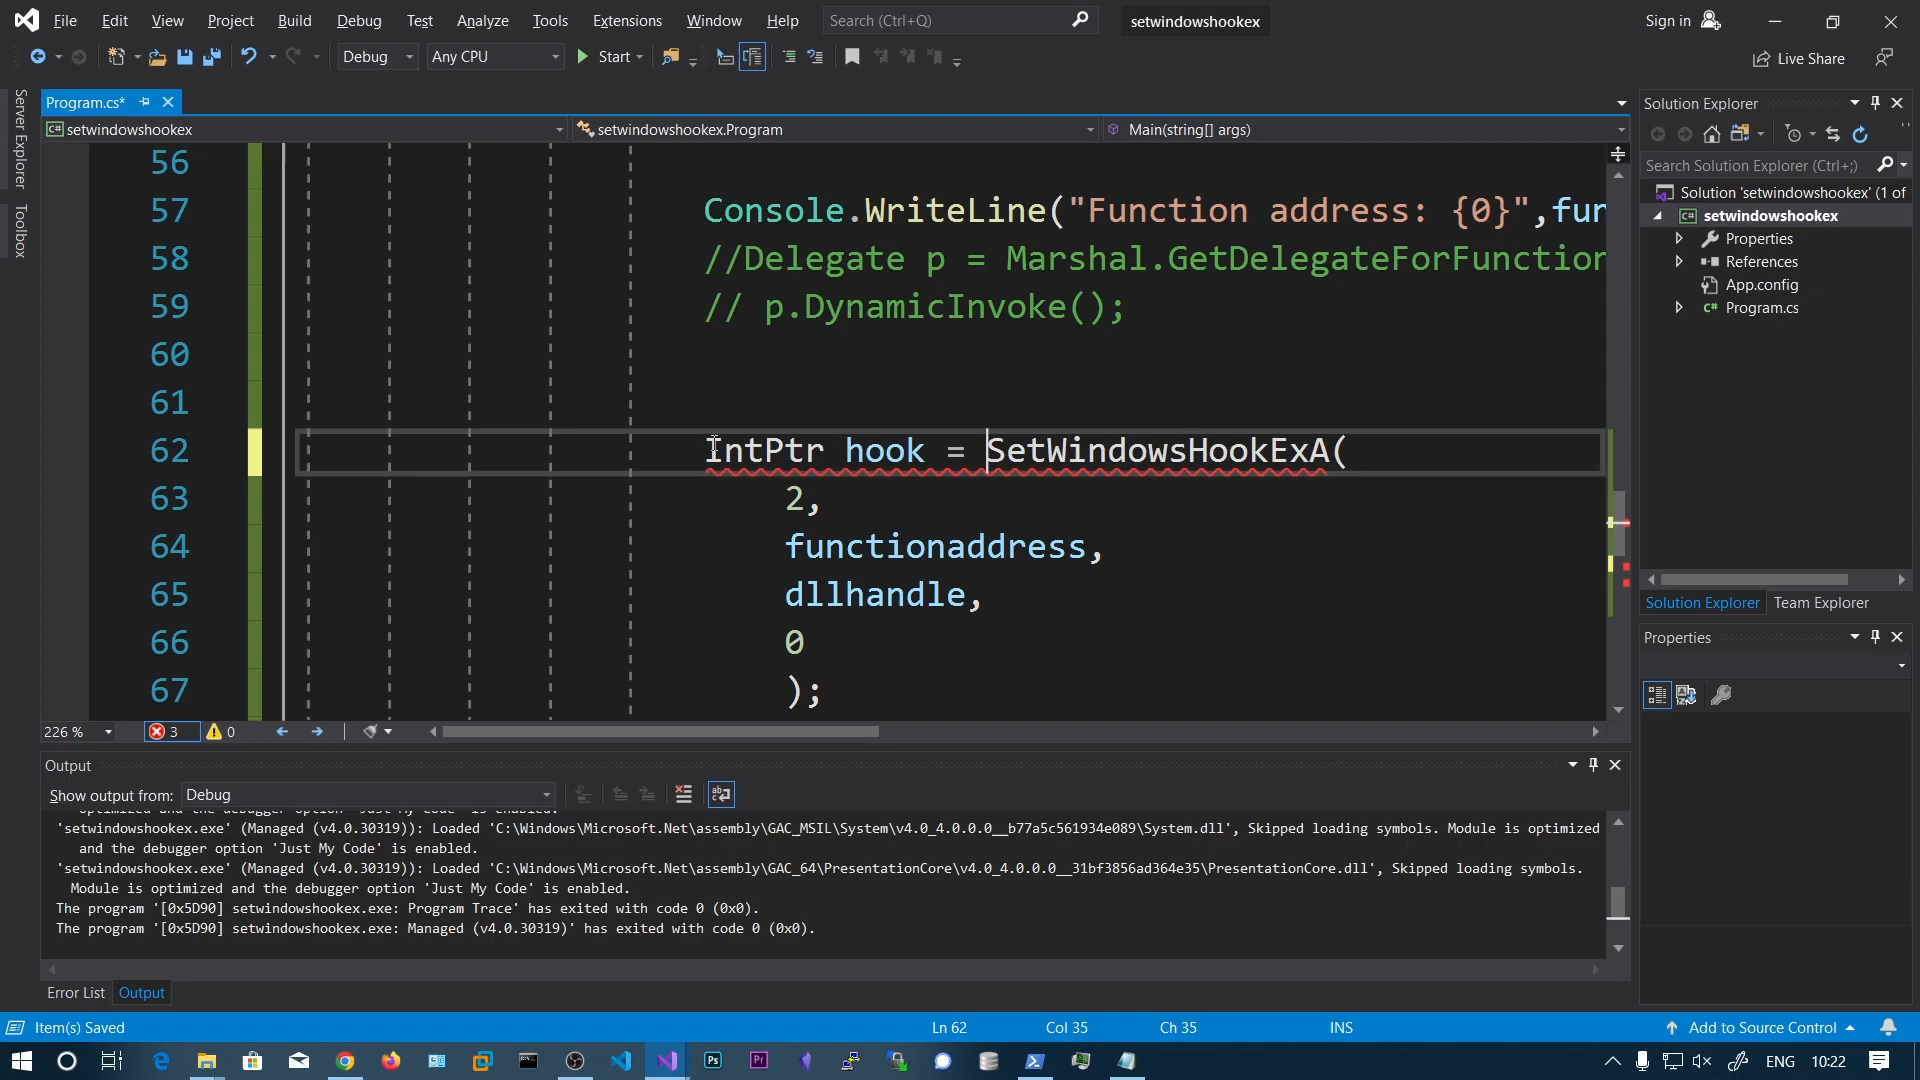 File Edit View Project Build Debug Test Analyze Tools Extensions Window Help Search (Ctrl+Q) setwindowshookex Sign in
Debug Any CPU Start Live Share
Server Explorer
Toolbox
Program.cs*
setwindowshookex setwindowshookex.Program Main(string[] args)
56
57 Console.WriteLine("Function address: {0}",fun
58 //Delegate p = Marshal.GetDelegateForFunction
59 // p.DynamicInvoke();
60
61
62 IntPtr hook = SetWindowsHookExA(
63 2,
64 functionaddress,
65 dllhandle,
66 0
67 );
226 % 3 0
Output
Show output from: Debug
'setwindowshookex.exe' (Managed (v4.0.30319)): Loaded 'C:\Windows\Microsoft.Net\assembly\GAC_MSIL\System\v4.0_4.0.0.0__b77a5c561934e089\System.dll', Skipped loading symbols. Module is optimized
and the debugger option 'Just My Code' is enabled.
'setwindowshookex.exe' (Managed (v4.0.30319)): Loaded 'C:\Windows\Microsoft.Net\assembly\GAC_64\PresentationCore\v4.0_4.0.0.0__31bf3856ad364e35\PresentationCore.dll', Skipped loading symbols.
Module is optimized and the debugger option 'Just My Code' is enabled.
The program '[0x5D90] setwindowshookex.exe: Program Trace' has exited with code 0 (0x0).
The program '[0x5D90] setwindowshookex.exe: Managed (v4.0.30319)' has exited with code 0 (0x0).
Error List Output
Solution Explorer
Search Solution Explorer (Ctrl+;)
Solution 'setwindowshookex' (1 of
setwindowshookex
Properties
References
App.config
Program.cs
Solution Explorer Team Explorer
Properties
Item(s) Saved Ln 62 Col 35 Ch 35 INS Add to Source Control
ENG 10:22